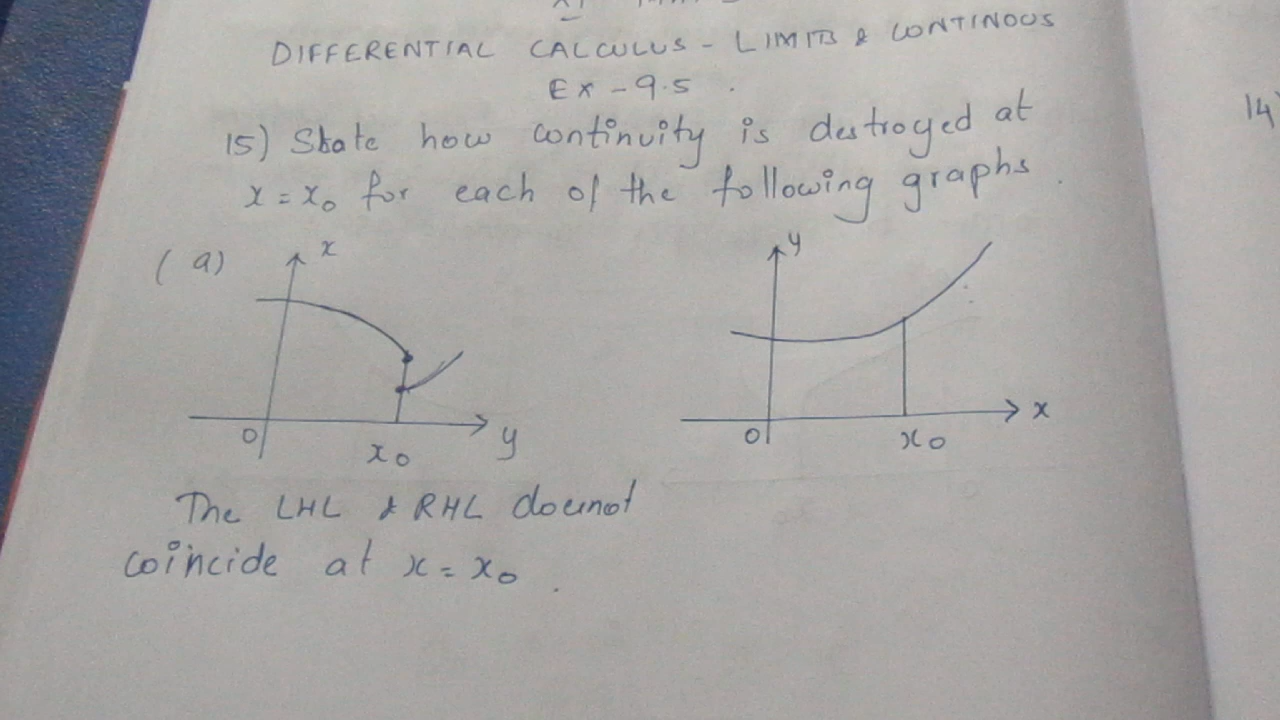 DIFFERENTIAL CALCULUS - LIMITS & CONTINOUS
EX - 9.5 .
15) State how continuity is destroyed at
x = x₀ for each of the following graphs .
(a)
x
y
0
x₀
y
x
0
x₀
The LHL & RHL doesnot
coincide at x = x₀ .
14)